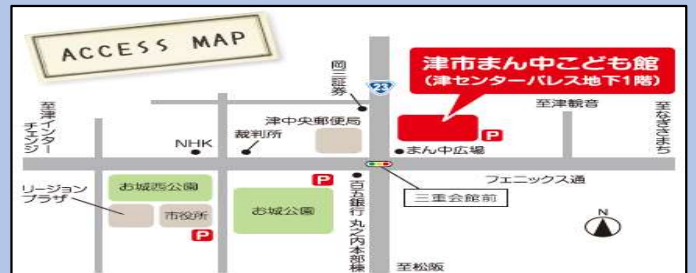 ACCESS MAP
津市まん中こども館
(津センターパレス地下1階)
岡三証券
23
至津インター
チェンジ
津中央郵便局
至津観音
至なぎさまち
NHK
裁判所
P
まん中広場
リージョン
プラザ
お城西公園
市役所
P
お城公園
P
百五銀行 丸之内本部棟
フェニックス通
三重会館前
N
至松阪